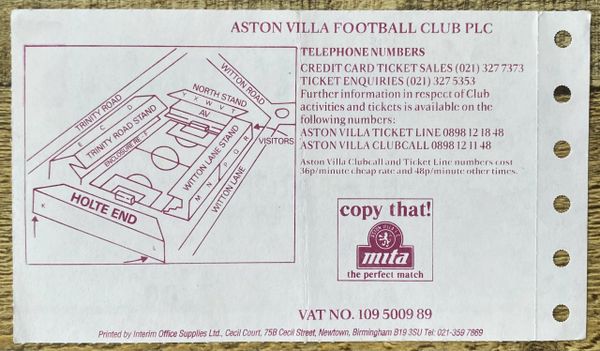 ASTON VILLA FOOTBALL CLUB PLC
TELEPHONE NUMBERS
CREDIT CARD TICKET SALES (021) 327 7373
TICKET ENQUIRIES (021) 327 5353
Further information in respect of Club
activities and tickets is available on the
following numbers:
ASTON VILLA TICKET LINE 0898 12 18 48
ASTON VILLA CLUBCALL 0898 12 11 48
Aston Villa Clubcall and Ticket Line numbers cost
36p/minute cheap rate and 48p/minute other times.
TRINITY ROAD
E C D
TRINITY ROAD STAND
ENCLOSURE
WITTON ROAD
NORTH STAND
Y X W V T
AV
VISITORS
WITTON LANE STAND
M N P O R
WITTON LANE
HOLTE END
K
L
copy that!
ASTON VILLA F.C.
mita
the perfect match
VAT NO. 109 5009 89
Printed by Interim Office Supplies Ltd., Cecil Court, 75B Cecil Street, Newtown, Birmingham B19 3SU Tel: 021-359 7869